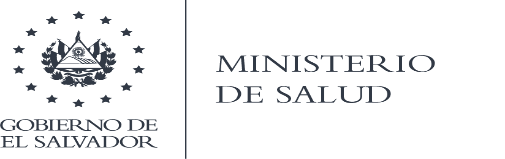 GOBIERNO DE
EL SALVADOR
MINISTERIO
DE SALUD